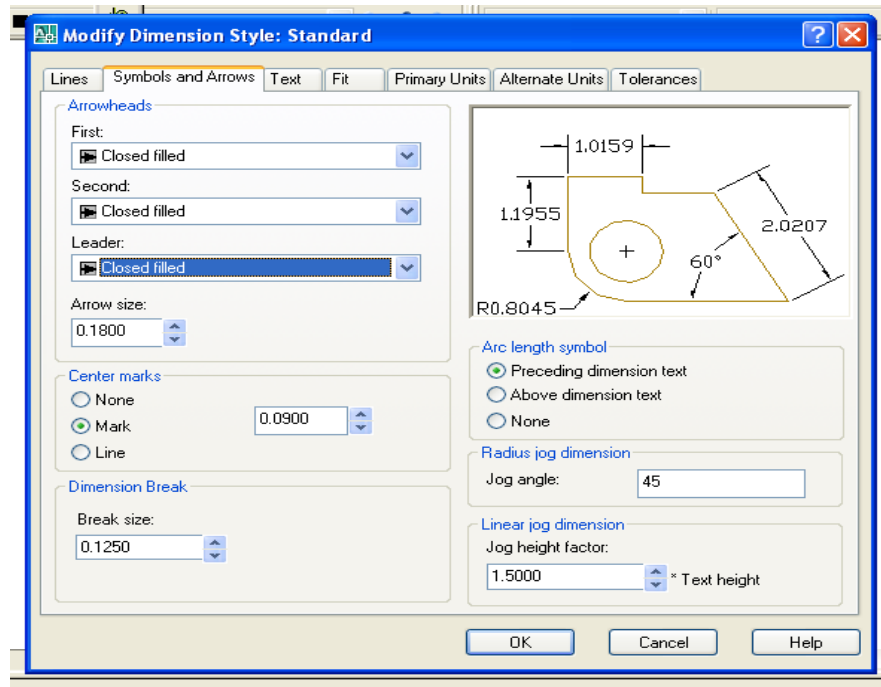 Modify Dimension Style: Standard
Lines Symbols and Arrows Text Fit Primary Units Alternate Units Tolerances
Arrowheads
First:
Closed filled
Second:
Closed filled
Leader:
Closed filled
Arrow size:
0.1800
Center marks
None
Mark
0.0900
Line
Dimension Break
Break size:
0.1250
1.0159
1.1955
2.0207
60°
R0.8045
Arc length symbol
Preceding dimension text
Above dimension text
None
Radius jog dimension
Jog angle: 45
Linear jog dimension
Jog height factor:
1.5000 * Text height
OK Cancel Help